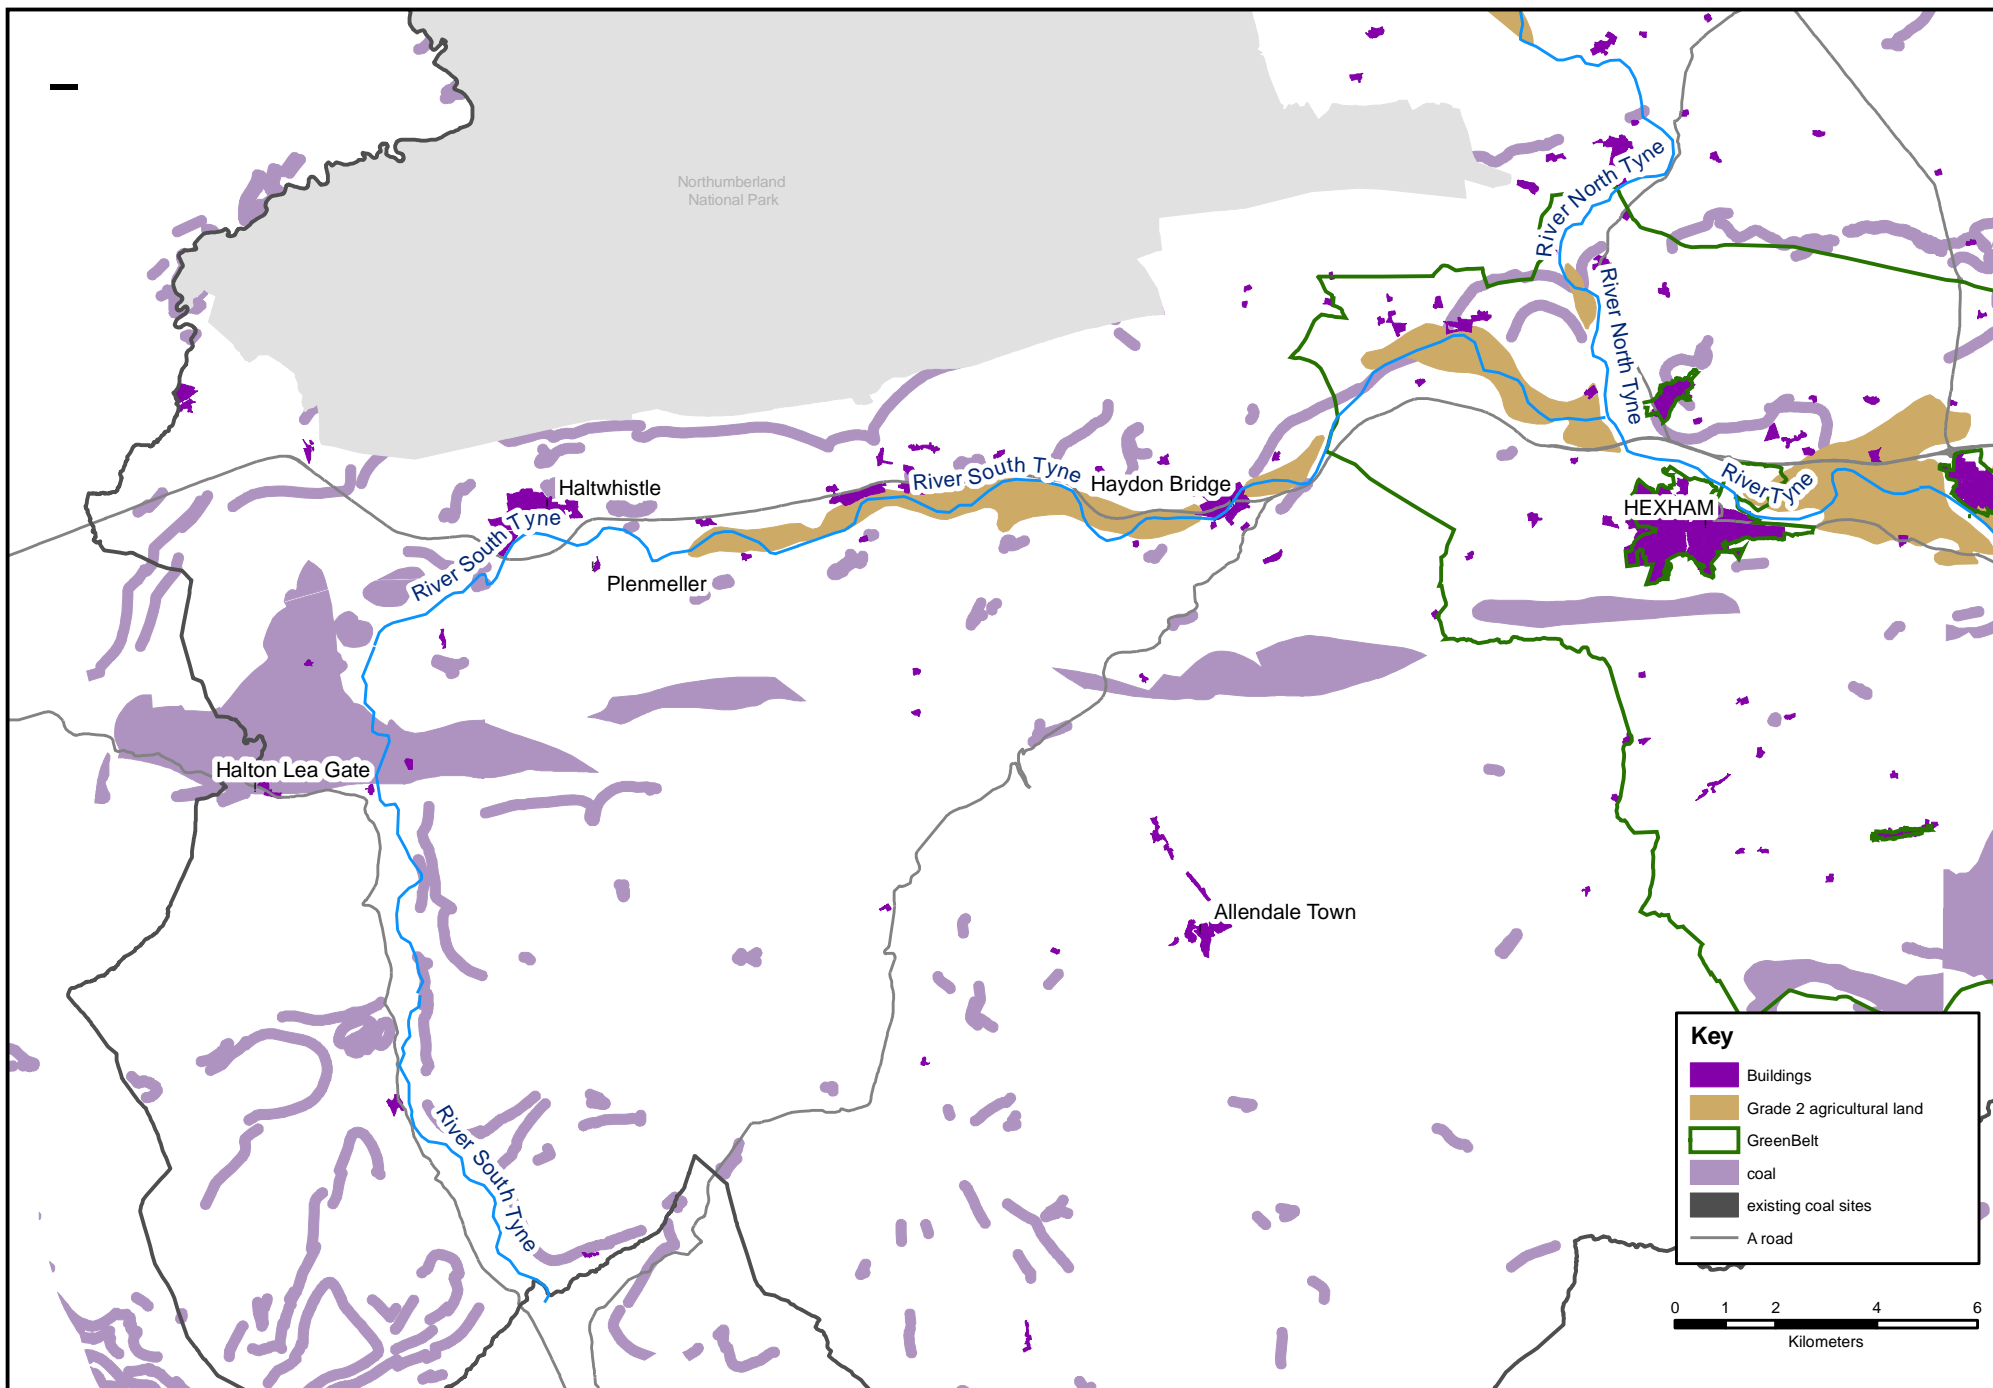 Northumberland
National Park
River North Tyne
River North Tyne
Haltwhistle
River South Tyne
Haydon Bridge
River Tyne
HEXHAM
River South Tyne
Plenmeller
Halton Lea Gate
Allendale Town
River South Tyne
Key
Buildings
Grade 2 agricultural land
GreenBelt
coal
existing coal sites
A road
0 1 2 4 6
Kilometers